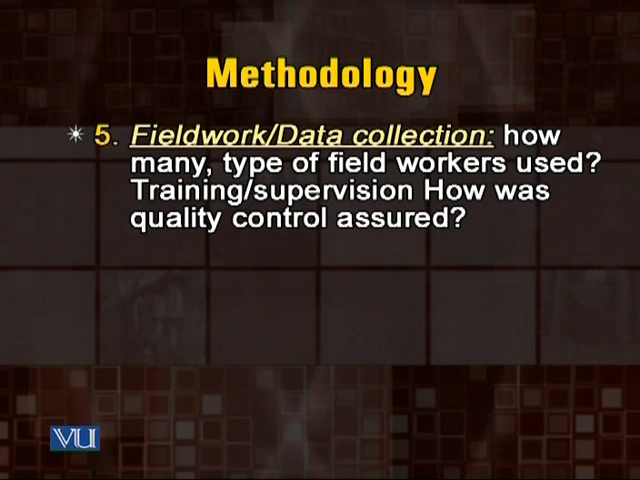 Methodology
5. Fieldwork/Data collection: how
many, type of field workers used?
Training/supervision How was
quality control assured?
VU